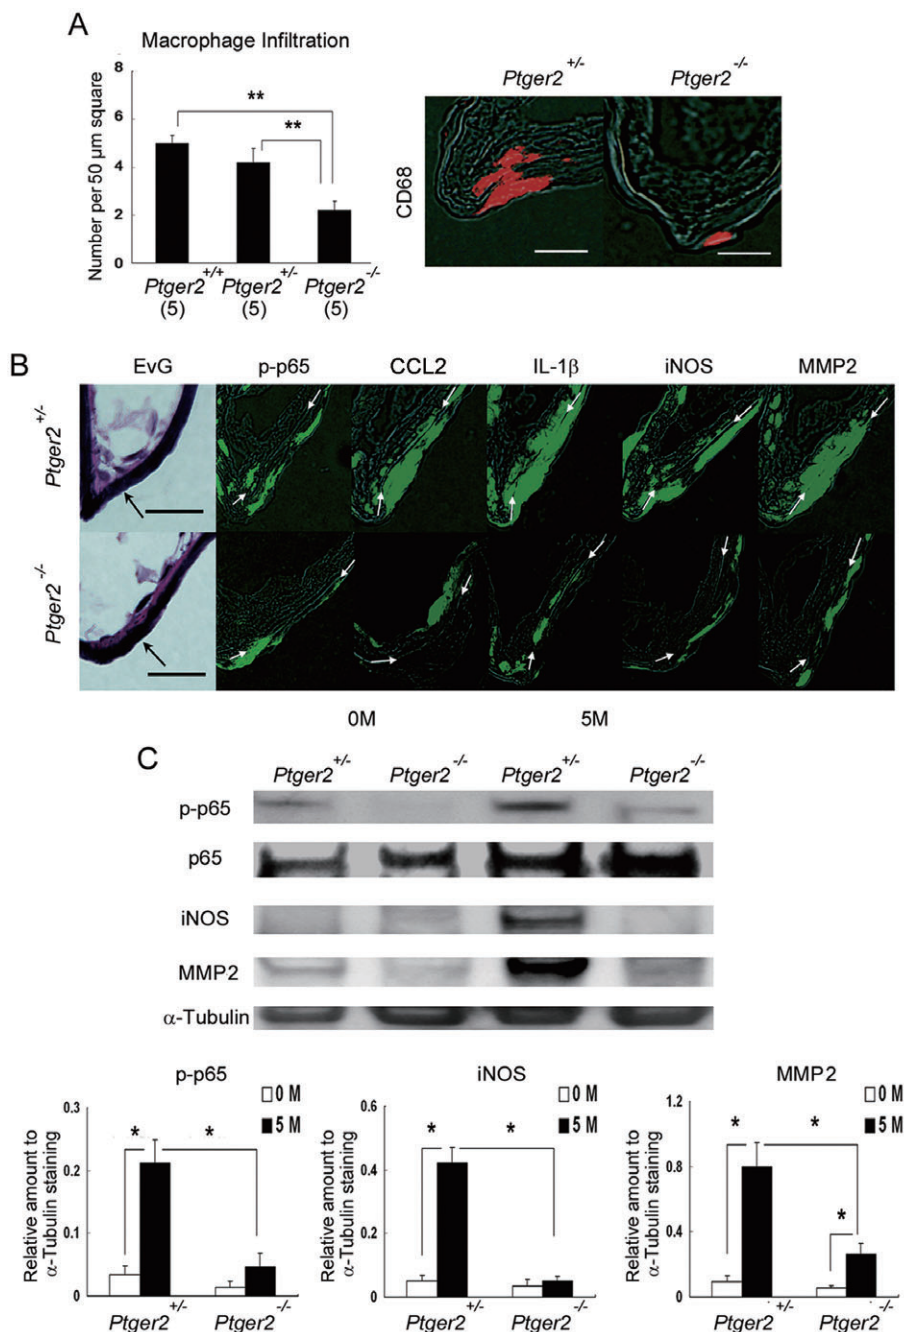 A
Macrophage Infiltration
Number per 50 µm square
8
6
4
2
0
**
**
Ptger2+/+ Ptger2+/- Ptger2-/-
(5) (5) (5)
Ptger2+/- Ptger2-/-
CD68
B
EvG p-p65 CCL2 IL-1β iNOS MMP2
Ptger2+/-
Ptger2-/-
0M 5M
C
Ptger2+/- Ptger2-/- Ptger2+/- Ptger2-/-
p-p65
p65
iNOS
MMP2
α-Tubulin
p-p65
0 M
5 M
Relative amount to
α-Tubulin staining
0.3
0.2
0.1
0
* *
Ptger2+/- Ptger2-/-
iNOS
0 M
5 M
Relative amount to
α-Tubulin staining
0.6
0.4
0.2
0
* *
Ptger2+/- Ptger2-/-
MMP2
0 M
5 M
Relative amount to
α-Tubulin staining
1.2
0.8
0.4
0
* *
*
Ptger2+/- Ptger2-/-